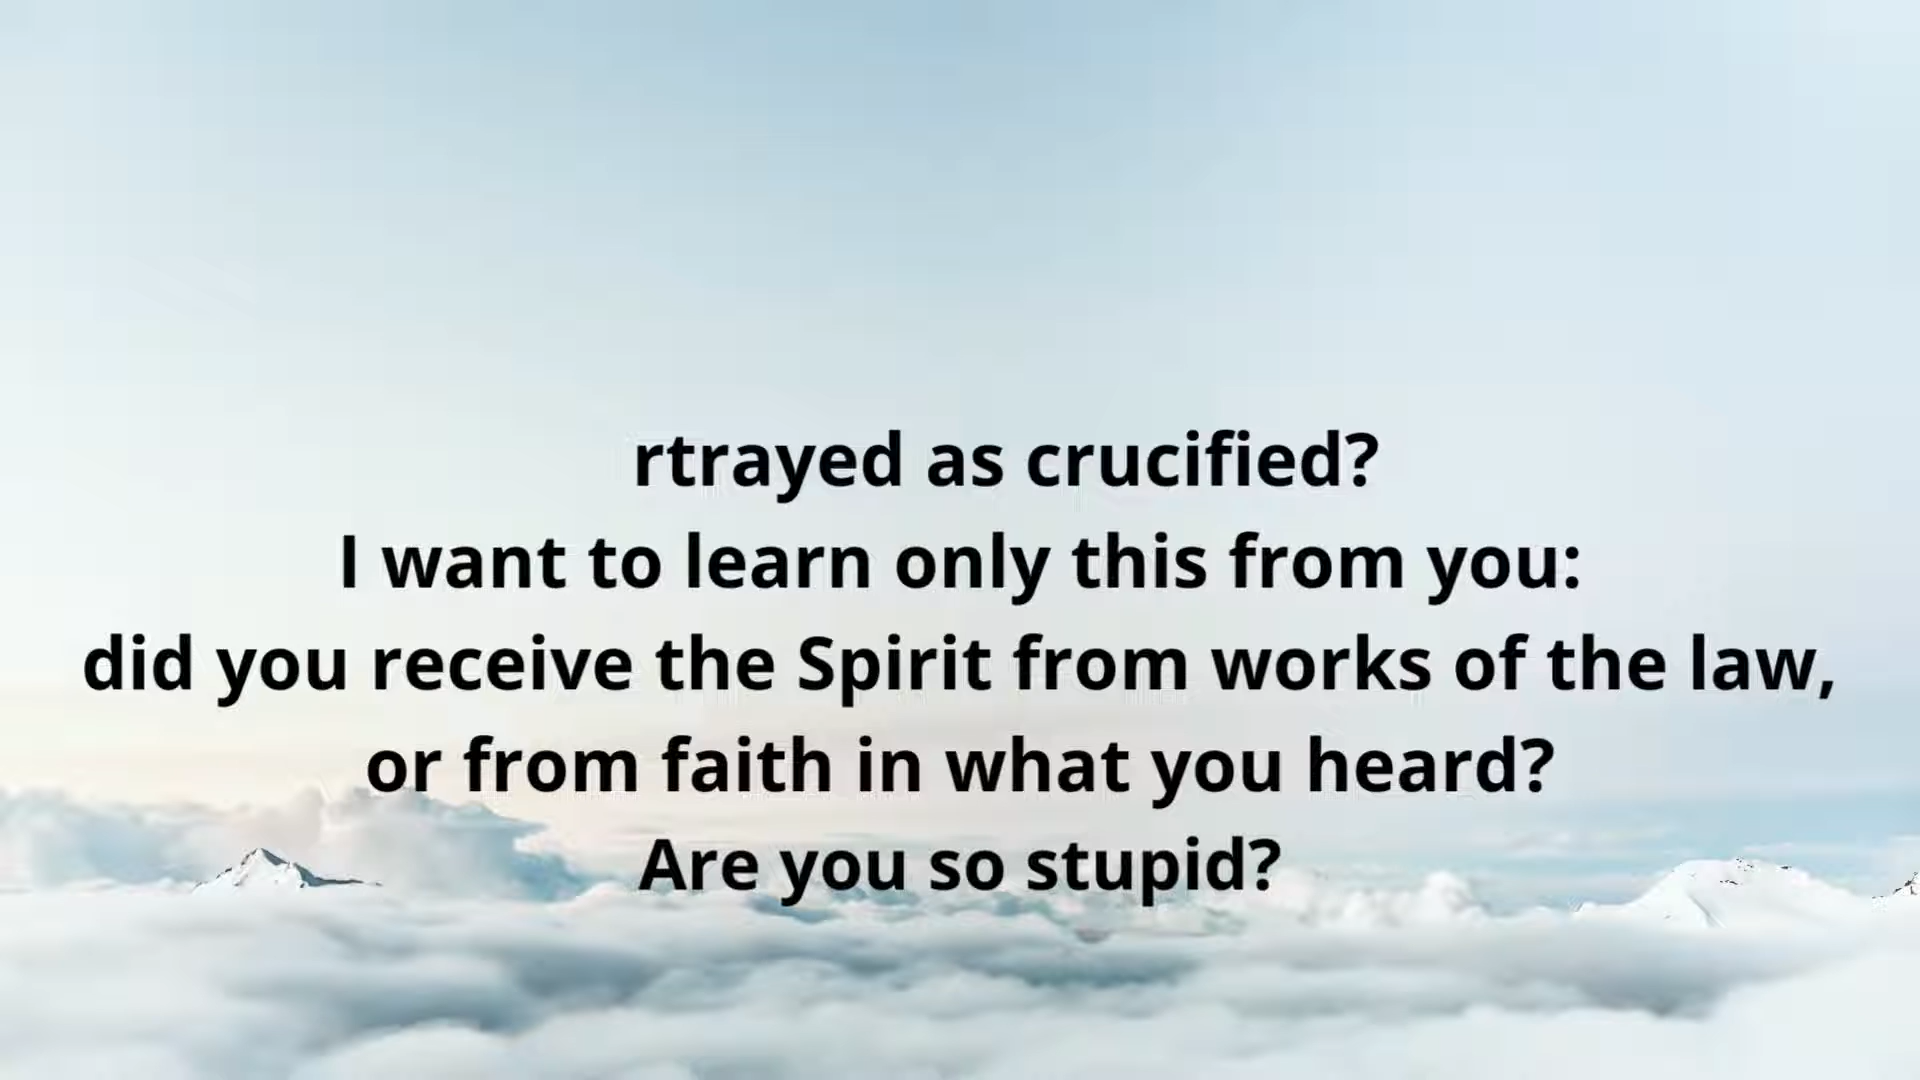 rtrayed as crucified?
I want to learn only this from you:
did you receive the Spirit from works of the law,
or from faith in what you heard?
Are you so stupid?